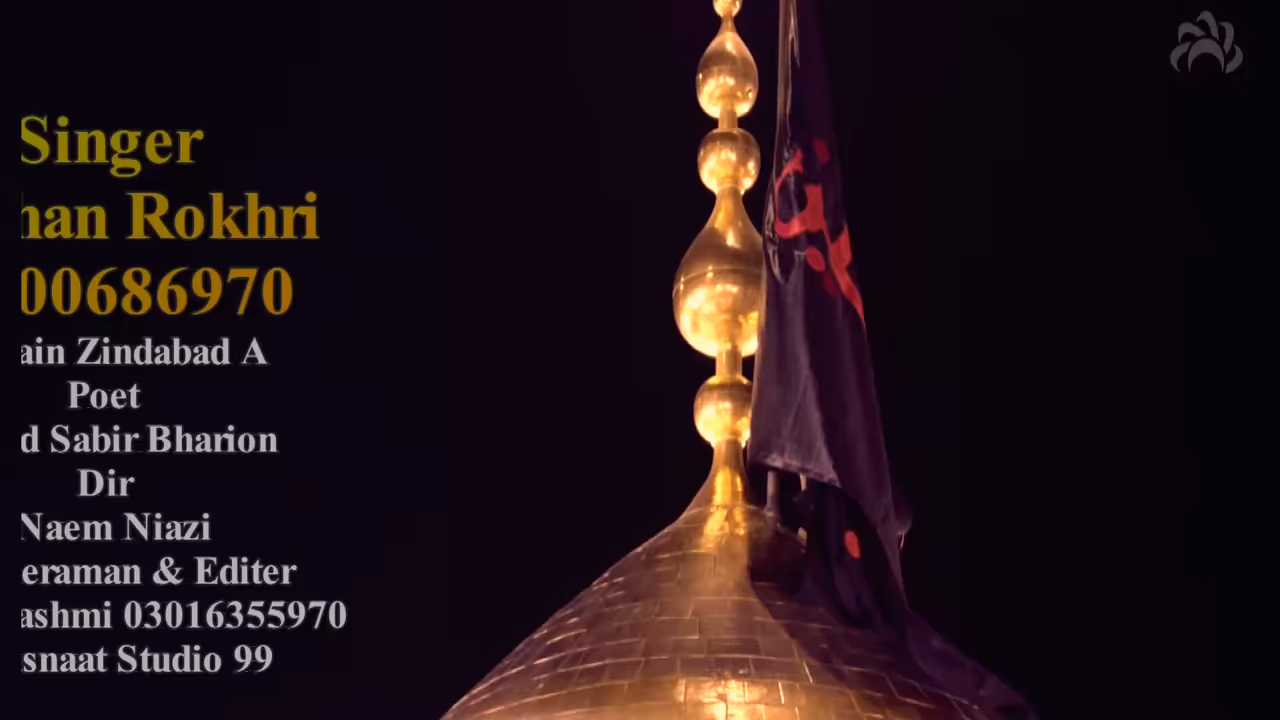 Singer
han Rokhri
00686970
ain Zindabad A
Poet
d Sabir Bharion
Dir
Naem Niazi
eraman & Editer
ashmi 03016355970
snaat Studio 99